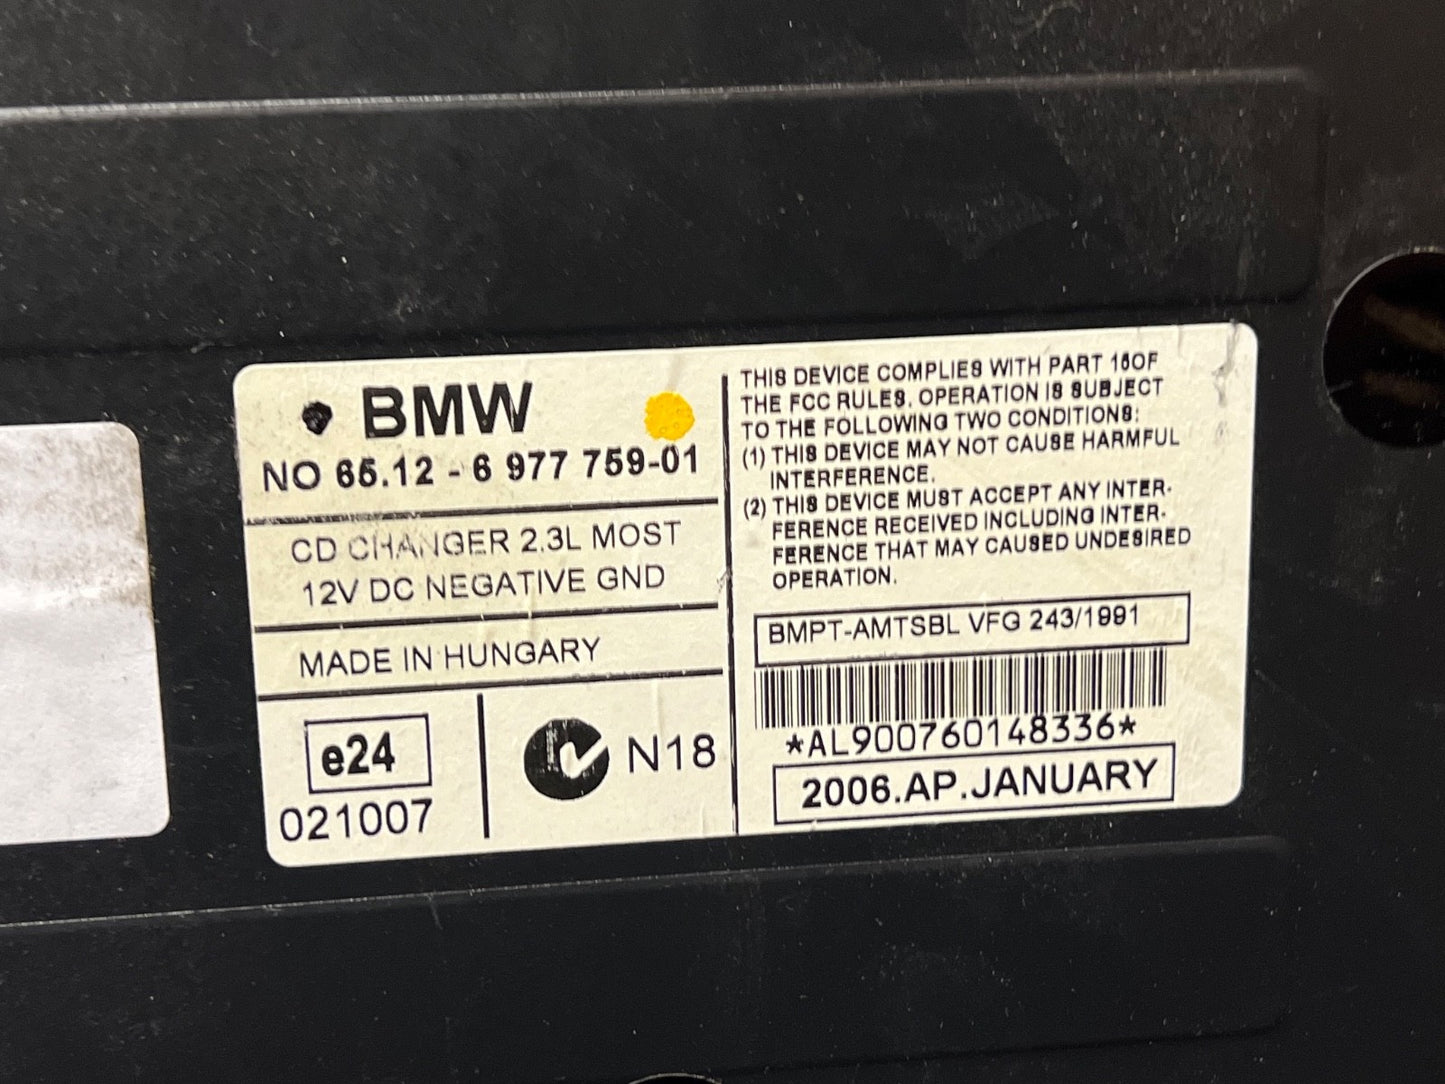 BMW
NO 65.12 - 6 977 759-01
CD CHANGER 2.3L MOST
12V DC NEGATIVE GND
MADE IN HUNGARY
e24
021007
N18
THIS DEVICE COMPLIES WITH PART 15OF
THE FCC RULES. OPERATION IS SUBJECT
TO THE FOLLOWING TWO CONDITIONS:
(1) THIS DEVICE MAY NOT CAUSE HARMFUL
INTERFERENCE.
(2) THIS DEVICE MUST ACCEPT ANY INTER-
FERENCE RECEIVED INCLUDING INTER-
FERENCE THAT MAY CAUSED UNDESIRED
OPERATION.
BMPT-AMTSBL VFG 243/1991
*AL900760148336*
2006.AP.JANUARY